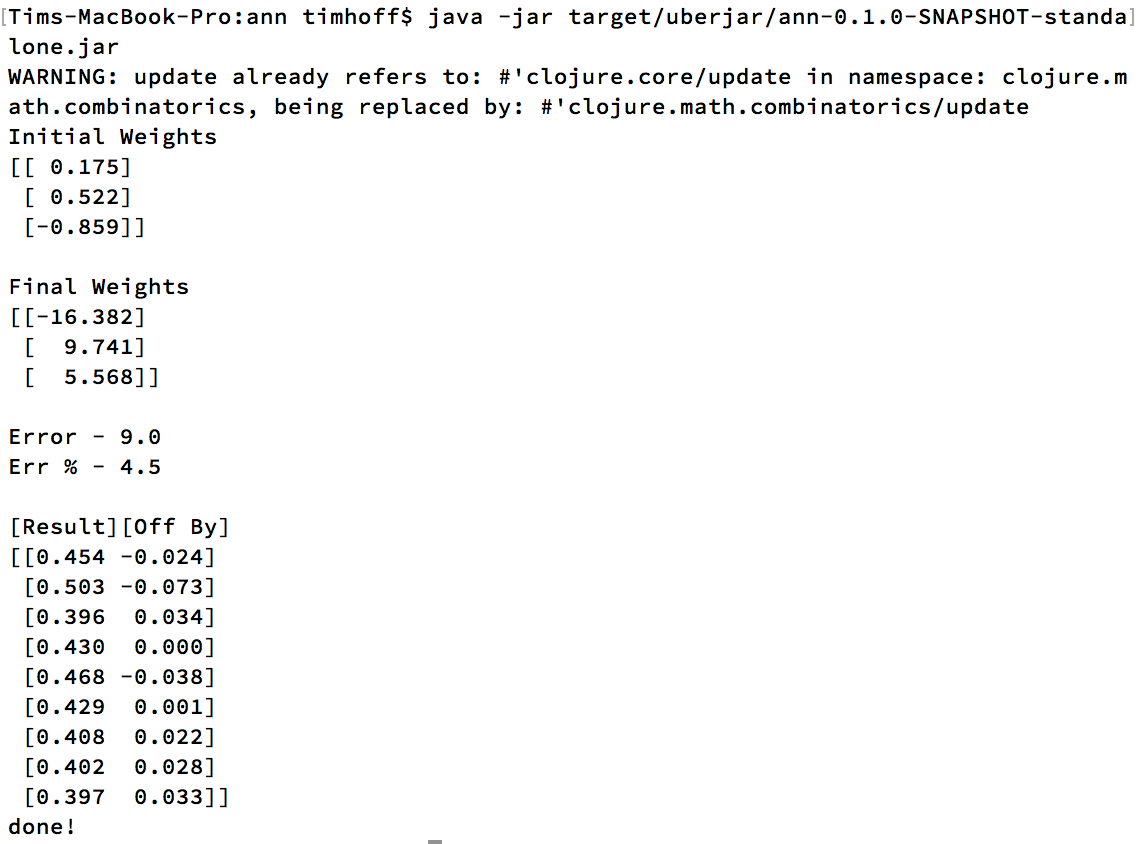 [Tims-MacBook-Pro:ann timhoff$ java -jar target/uberjar/ann-0.1.0-SNAPSHOT-standa]
lone.jar
WARNING: update already refers to: #'clojure.core/update in namespace: clojure.m
ath.combinatorics, being replaced by: #'clojure.math.combinatorics/update
Initial Weights
[[ 0.175]
 [ 0.522]
 [-0.859]]

Final Weights
[[-16.382]
 [  9.741]
 [  5.568]]

Error - 9.0
Err % - 4.5

[Result][Off By]
[[0.454 -0.024]
 [0.503 -0.073]
 [0.396  0.034]
 [0.430  0.000]
 [0.468 -0.038]
 [0.429  0.001]
 [0.408  0.022]
 [0.402  0.028]
 [0.397  0.033]]
done!